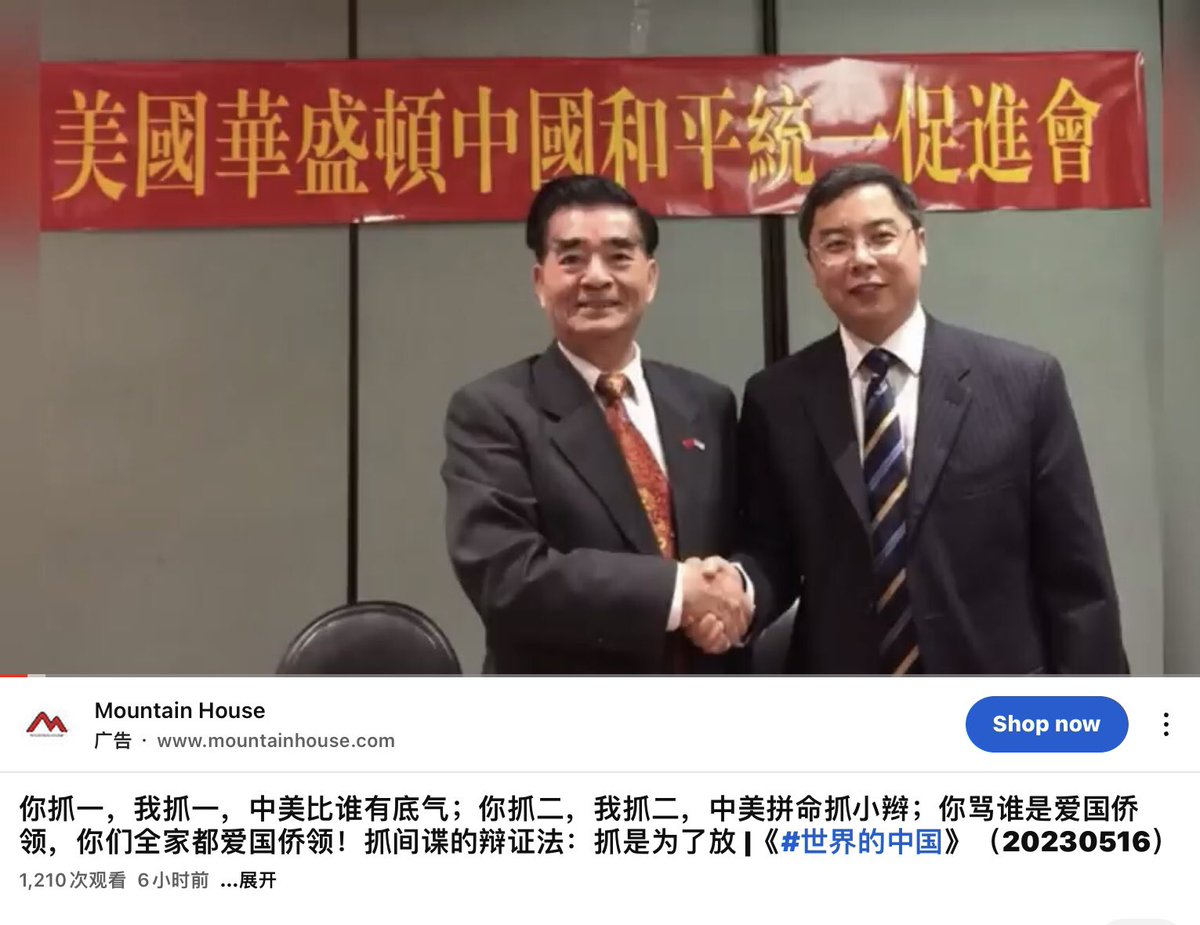 美國華盛頓中國和平統一促進會
Mountain House
广告 · www.mountainhouse.com
Shop now
你抓一，我抓一，中美比谁有底气；你抓二，我抓二，中美拼命抓小辫；你骂谁是爱国侨
领，你们全家都爱国侨领！抓间谍的辩证法：抓是为了放 |《#世界的中国》（20230516）
1,210次观看 6小时前 ...展开